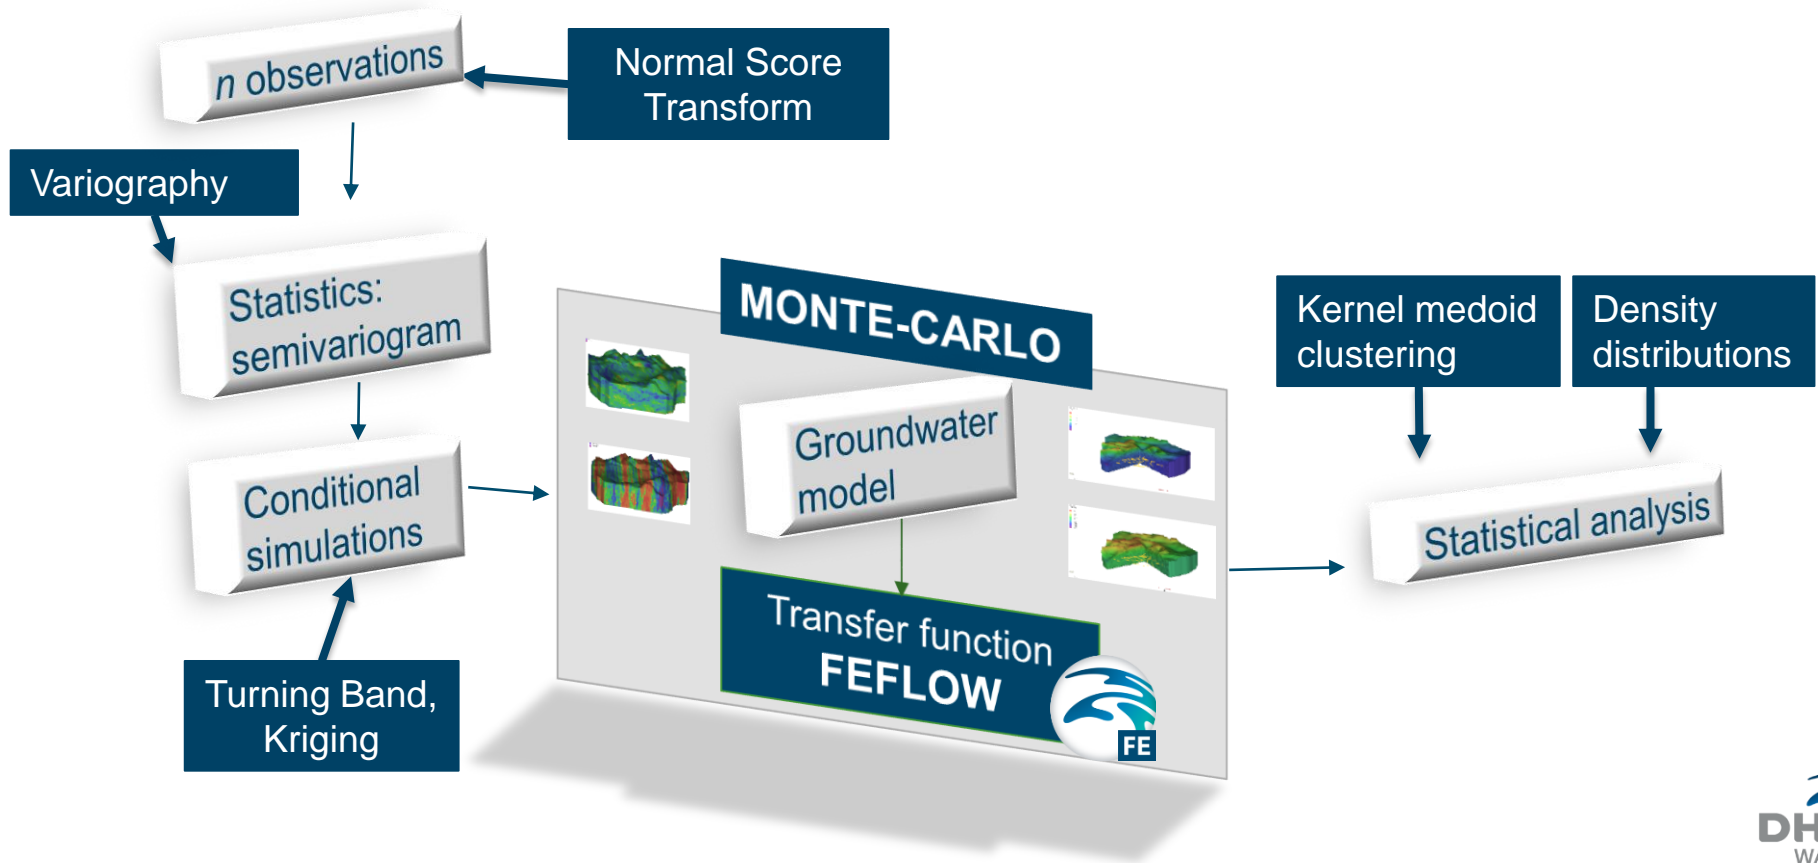 n observations
Normal Score
Transform
Variography
Statistics:
semivariogram
Conditional
simulations
Turning Band,
Kriging
MONTE-CARLO
Groundwater
model
Transfer function
FEFLOW
FE
Kernel medoid
clustering
Density
distributions
Statistical analysis